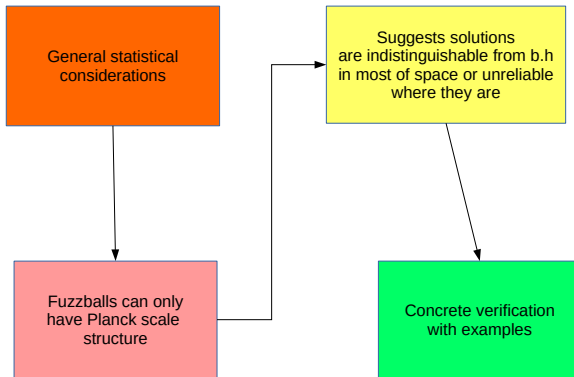 General statistical
considerations
Suggests solutions
are indistinguishable from b.h
in most of space or unreliable
where they are
Fuzzballs can only
have Planck scale
structure
Concrete verification
with examples